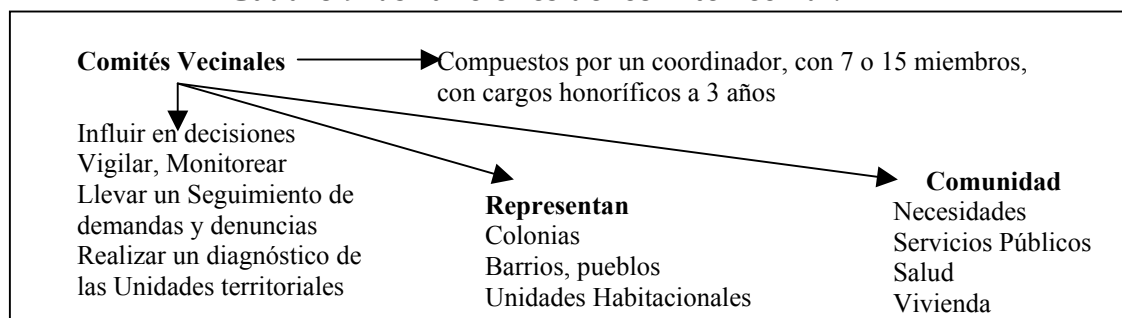 Comités Vecinales
Compuestos por un coordinador, con 7 o 15 miembros,
con cargos honoríficos a 3 años
Influir en decisiones
Vigilar, Monitorear
Llevar un Seguimiento de
demandas y denuncias
Realizar un diagnóstico de
las Unidades territoriales
Representan
Colonias
Barrios, pueblos
Unidades Habitacionales
Comunidad
Necesidades
Servicios Públicos
Salud
Vivienda